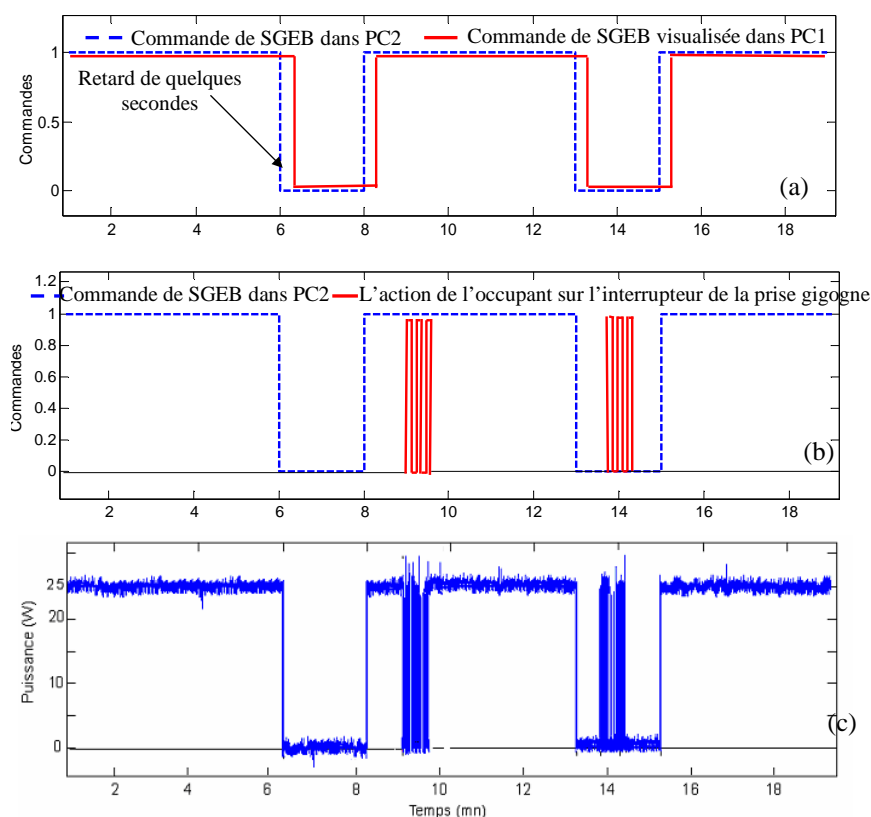 Commande de SGEB dans PC2 Commande de SGEB visualisée dans PC1
Retard de quelques
secondes
1
0.5
0
Commandes
(a)
2 4 6 8 10 12 14 16 18
Commande de SGEB dans PC2 L'action de l'occupant sur l'interrupteur de la prise gigogne
1.2
1
0.8
0.6
0.4
0.2
0
Commandes
(b)
2 4 6 8 10 12 14 16 18
25
20
10
0
Puissance (W)
(c)
2 4 6 8 10 12 14 16 18
Temps (mn)